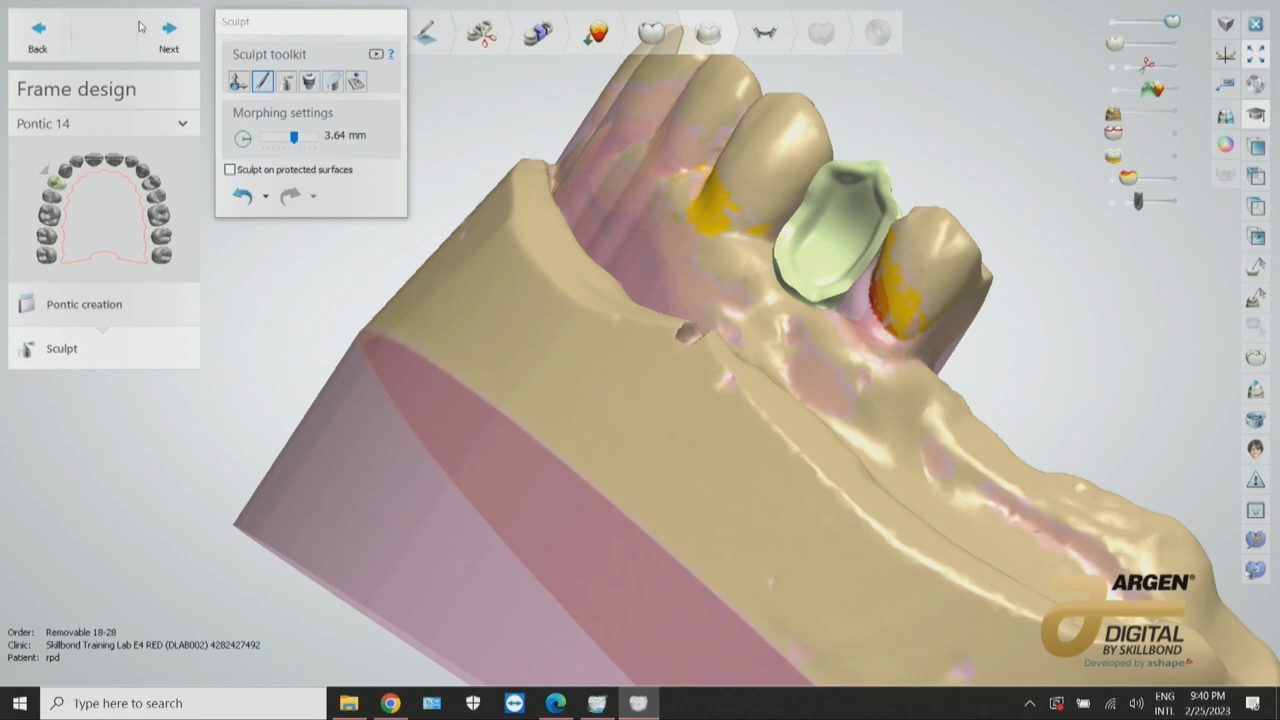 Back
Next
Frame design
Pontic 14
Pontic creation
Sculpt
Sculpt
Sculpt toolkit
?
Morphing settings
3.64 mm
Sculpt on protected surfaces
Order: Removable 18-28
Clinic: Skillbond Training Lab E4 RED (DLAB002) 4282427492
Patient: rpd
ARGEN®
DIGITAL
BY SKILLBOND
Developed by 3shape
Type here to search
ENG
INTL
9:40 PM
2/25/2023